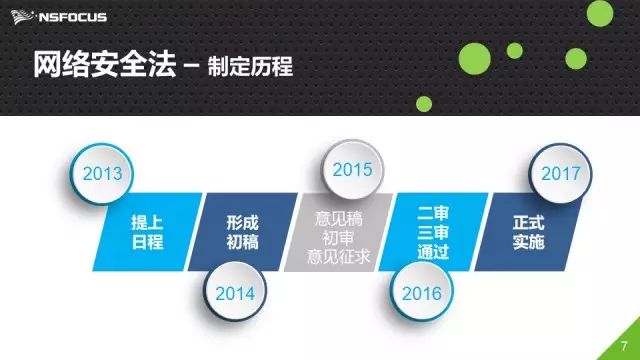 NSFOCUS
网络安全法 – 制定历程
2013
提上
日程
2014
形成
初稿
2015
意见稿
初审
意见征求
2016
二审
三审
通过
2017
正式
实施
7